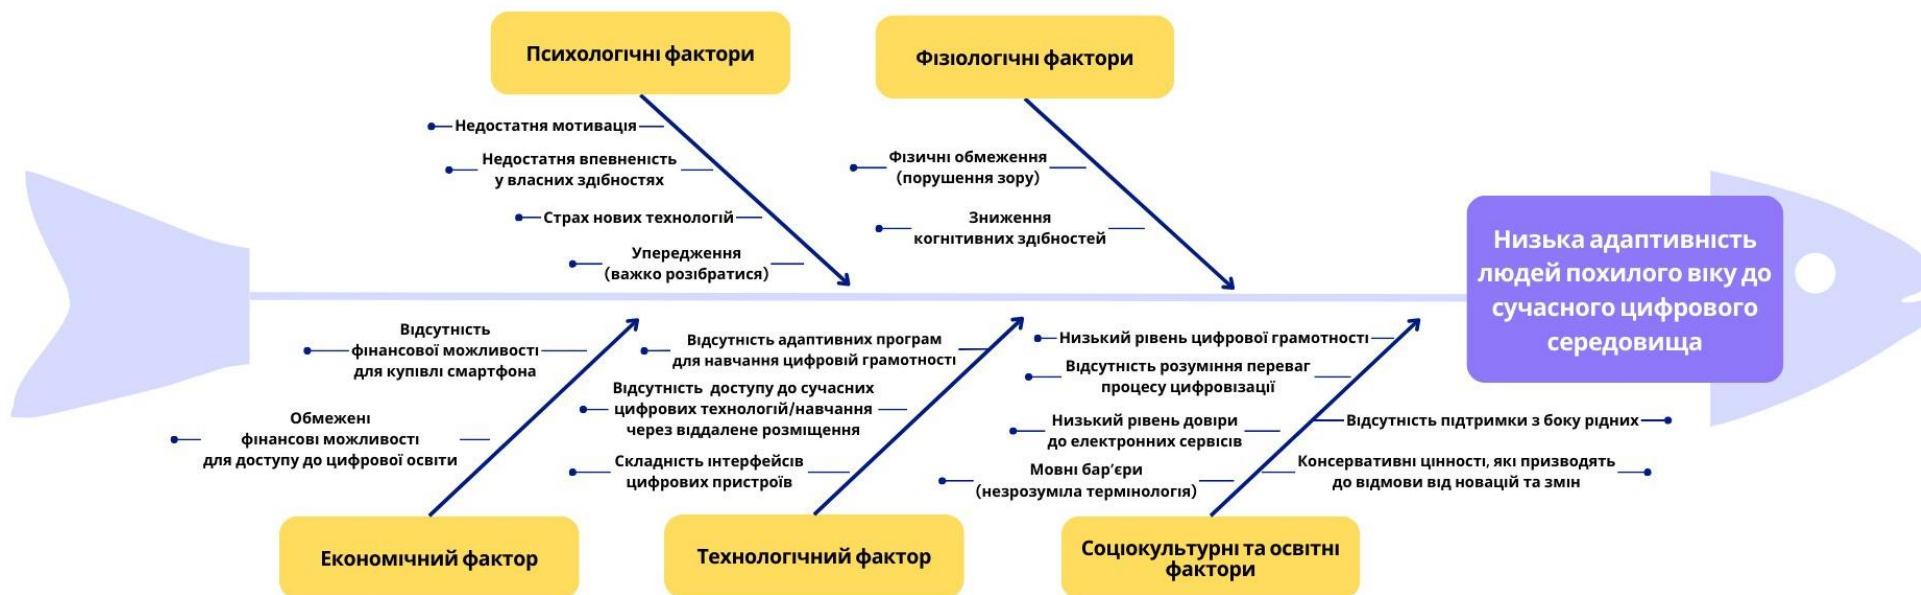 Психологічні фактори
Недостатня мотивація
Недостатня впевненість
у власних здібностях
Страх нових технологій
Упередження
(важко розібратися)
Фізіологічні фактори
Фізичні обмеження
(порушення зору)
Зниження
когнітивних здібностей
Низька адаптивність
людей похилого віку до
сучасного цифрового
середовища
Відсутність
фінансової можливості
для купівлі смартфона
Обмежені
фінансові можливості
для доступу до цифрової освіти
Економічний фактор
Відсутність адаптивних програм
для навчання цифровій грамотності
Відсутність доступу до сучасних
цифрових технологій/навчання
через віддалене розміщення
Складність інтерфейсів
цифрових пристроїв
Технологічний фактор
Низький рівень цифрової грамотності
Відсутність розуміння переваг
процесу цифровізації
Низький рівень довіри
до електронних сервісів
Мовні бар’єри
(незрозуміла термінологія)
Відсутність підтримки з боку рідних
Консервативні цінності, які призводять
до відмови від новацій та змін
Соціокультурні та освітні
фактори